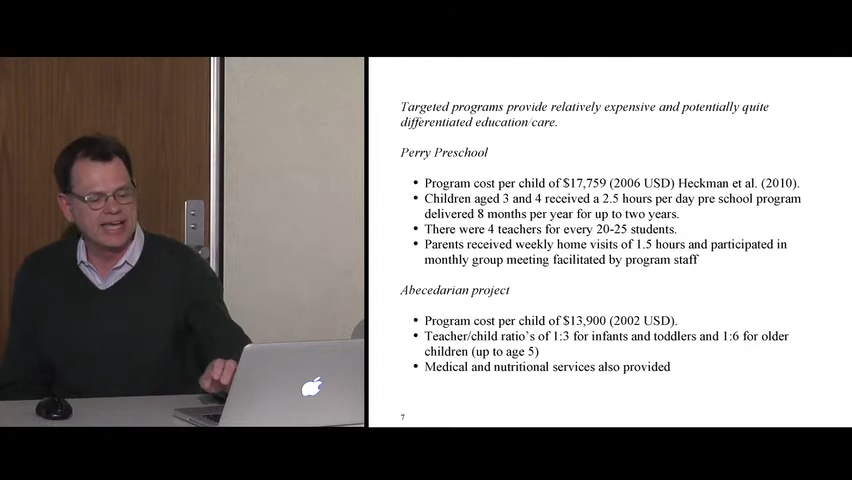 Targeted programs provide relatively expensive and potentially quite
differentiated education/care.
Perry Preschool
• Program cost per child of $17,759 (2006 USD) Heckman et al. (2010).
• Children aged 3 and 4 received a 2.5 hours per day pre school program
delivered 8 months per year for up to two years.
• There were 4 teachers for every 20-25 students.
• Parents received weekly home visits of 1.5 hours and participated in
monthly group meeting facilitated by program staff
Abecedarian project
• Program cost per child of $13,900 (2002 USD).
• Teacher/child ratio's of 1:3 for infants and toddlers and 1:6 for older
children (up to age 5)
• Medical and nutritional services also provided
7